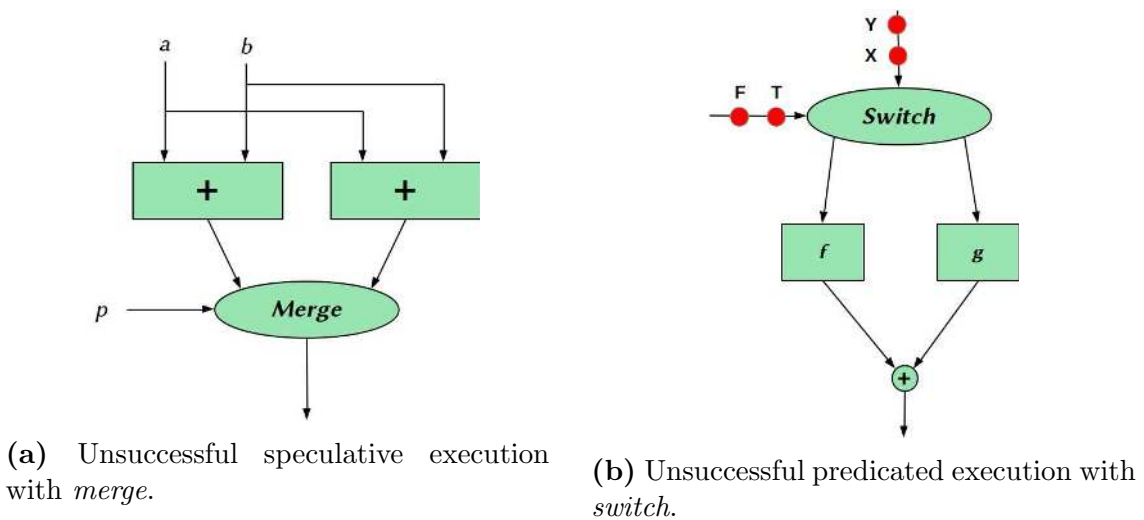 a b
+ +
p Merge
(a) Unsuccessful speculative execution
with merge.
Y
X
F T
Switch
f g
+
(b) Unsuccessful predicated execution with
switch.